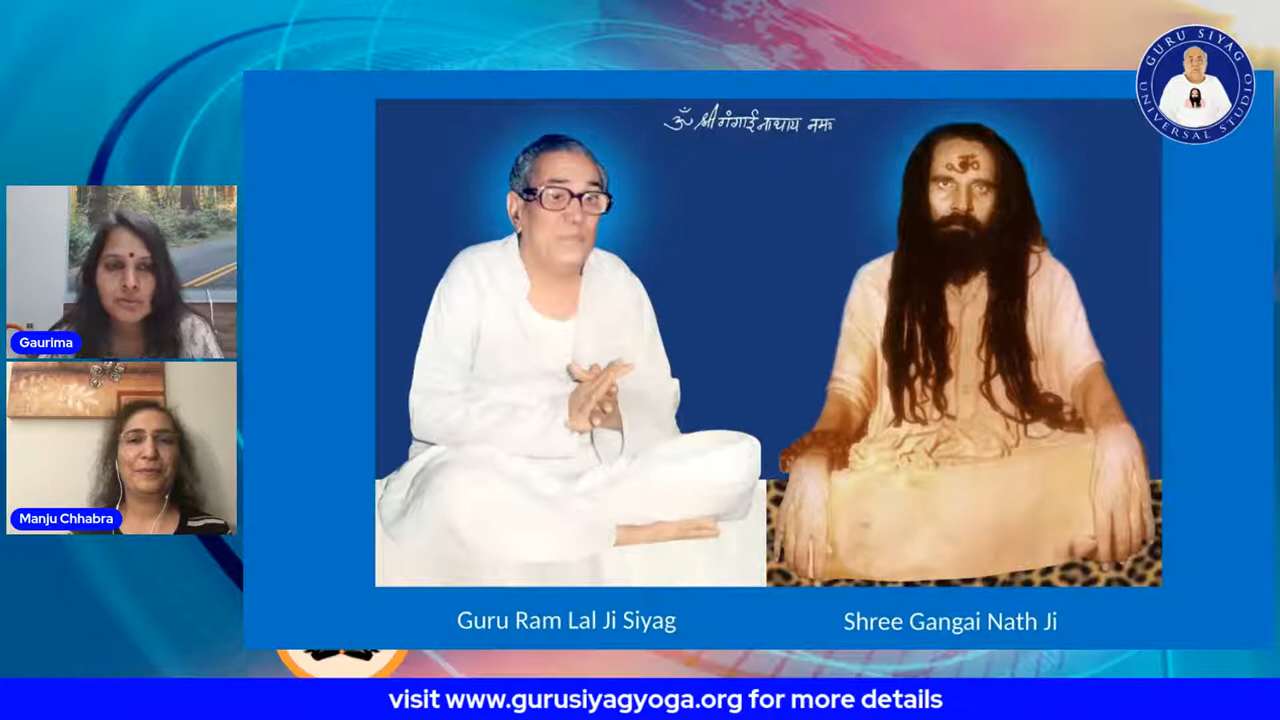 GURU SIYAG
UNIVERSAL STUDIO
ॐ श्री गंगाई नाथाय नमः
Gaurima
Manju Chhabra
Guru Ram Lal Ji Siyag
Shree Gangai Nath Ji
visit www.gurusiyagyoga.org for more details